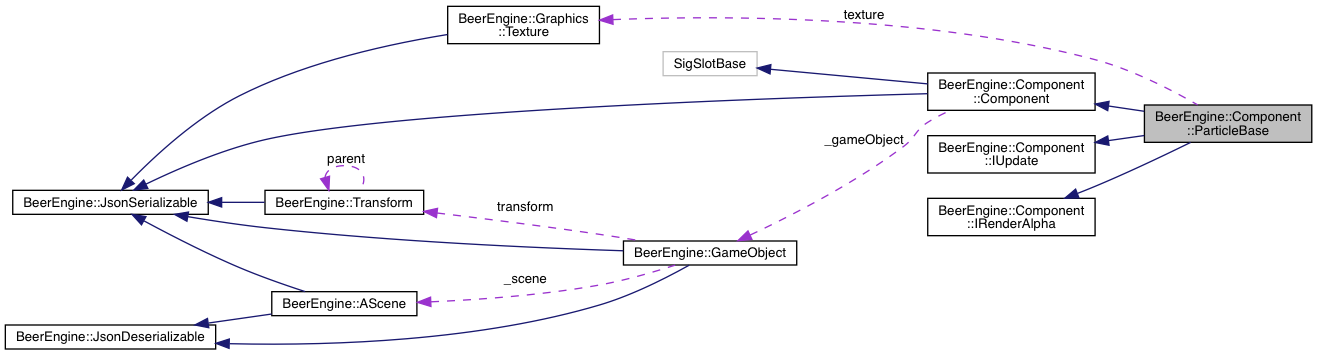 BeerEngine::Graphics
::Texture
texture
SigSlotBase
BeerEngine::Component
::Component
BeerEngine::Component
::ParticleBase
_gameObject
BeerEngine::Component
::IUpdate
parent
BeerEngine::JsonSerializable
BeerEngine::Transform
transform
BeerEngine::Component
::IRenderAlpha
BeerEngine::GameObject
_scene
BeerEngine::AScene
BeerEngine::JsonDeserializable